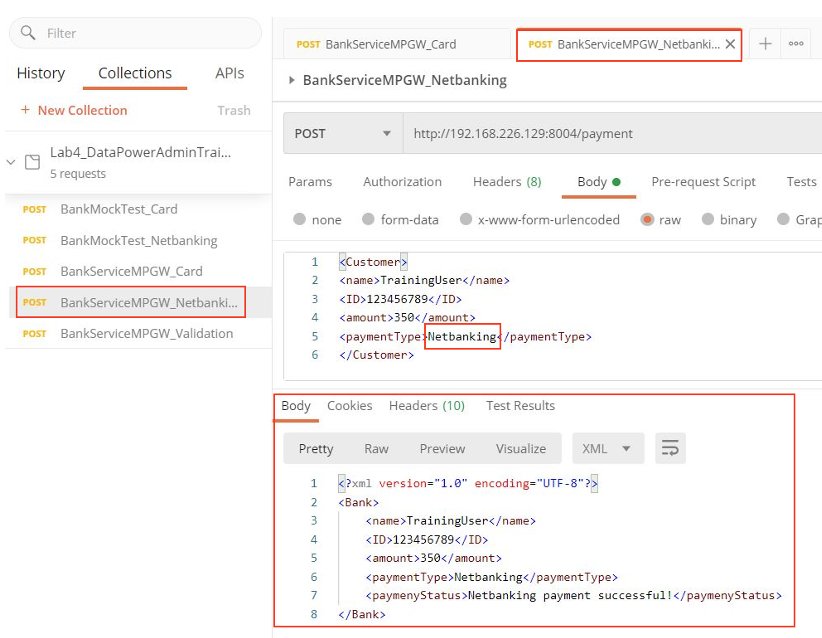 Filter
History Collections APIs
+ New Collection Trash
Lab4_DataPowerAdminTrai...
5 requests
POST BankMockTest_Card
POST BankMockTest_Netbanking
POST BankServiceMPGW_Card
POST BankServiceMPGW_Netbanki...
POST BankServiceMPGW_Validation
POST BankServiceMPGW_Card POST BankServiceMPGW_Netbanki...
BankServiceMPGW_Netbanking
POST http://192.168.226.129:8004/payment
Params Authorization Headers (8) Body Pre-request Script Tests
none form-data x-www-form-urlencoded raw binary Grap
1 <Customer>
2 <name>TrainingUser</name>
3 <ID>123456789</ID>
4 <amount>350</amount>
5 <paymentType>Netbanking</paymentType>
6 </Customer>
Body Cookies Headers (10) Test Results
Pretty Raw Preview Visualize XML
1 <?xml version="1.0" encoding="UTF-8"?>
2 <Bank>
3 <name>TrainingUser</name>
4 <ID>123456789</ID>
5 <amount>350</amount>
6 <paymentType>Netbanking</paymentType>
7 <paymenyStatus>Netbanking payment successful!</paymenyStatus>
8 </Bank>